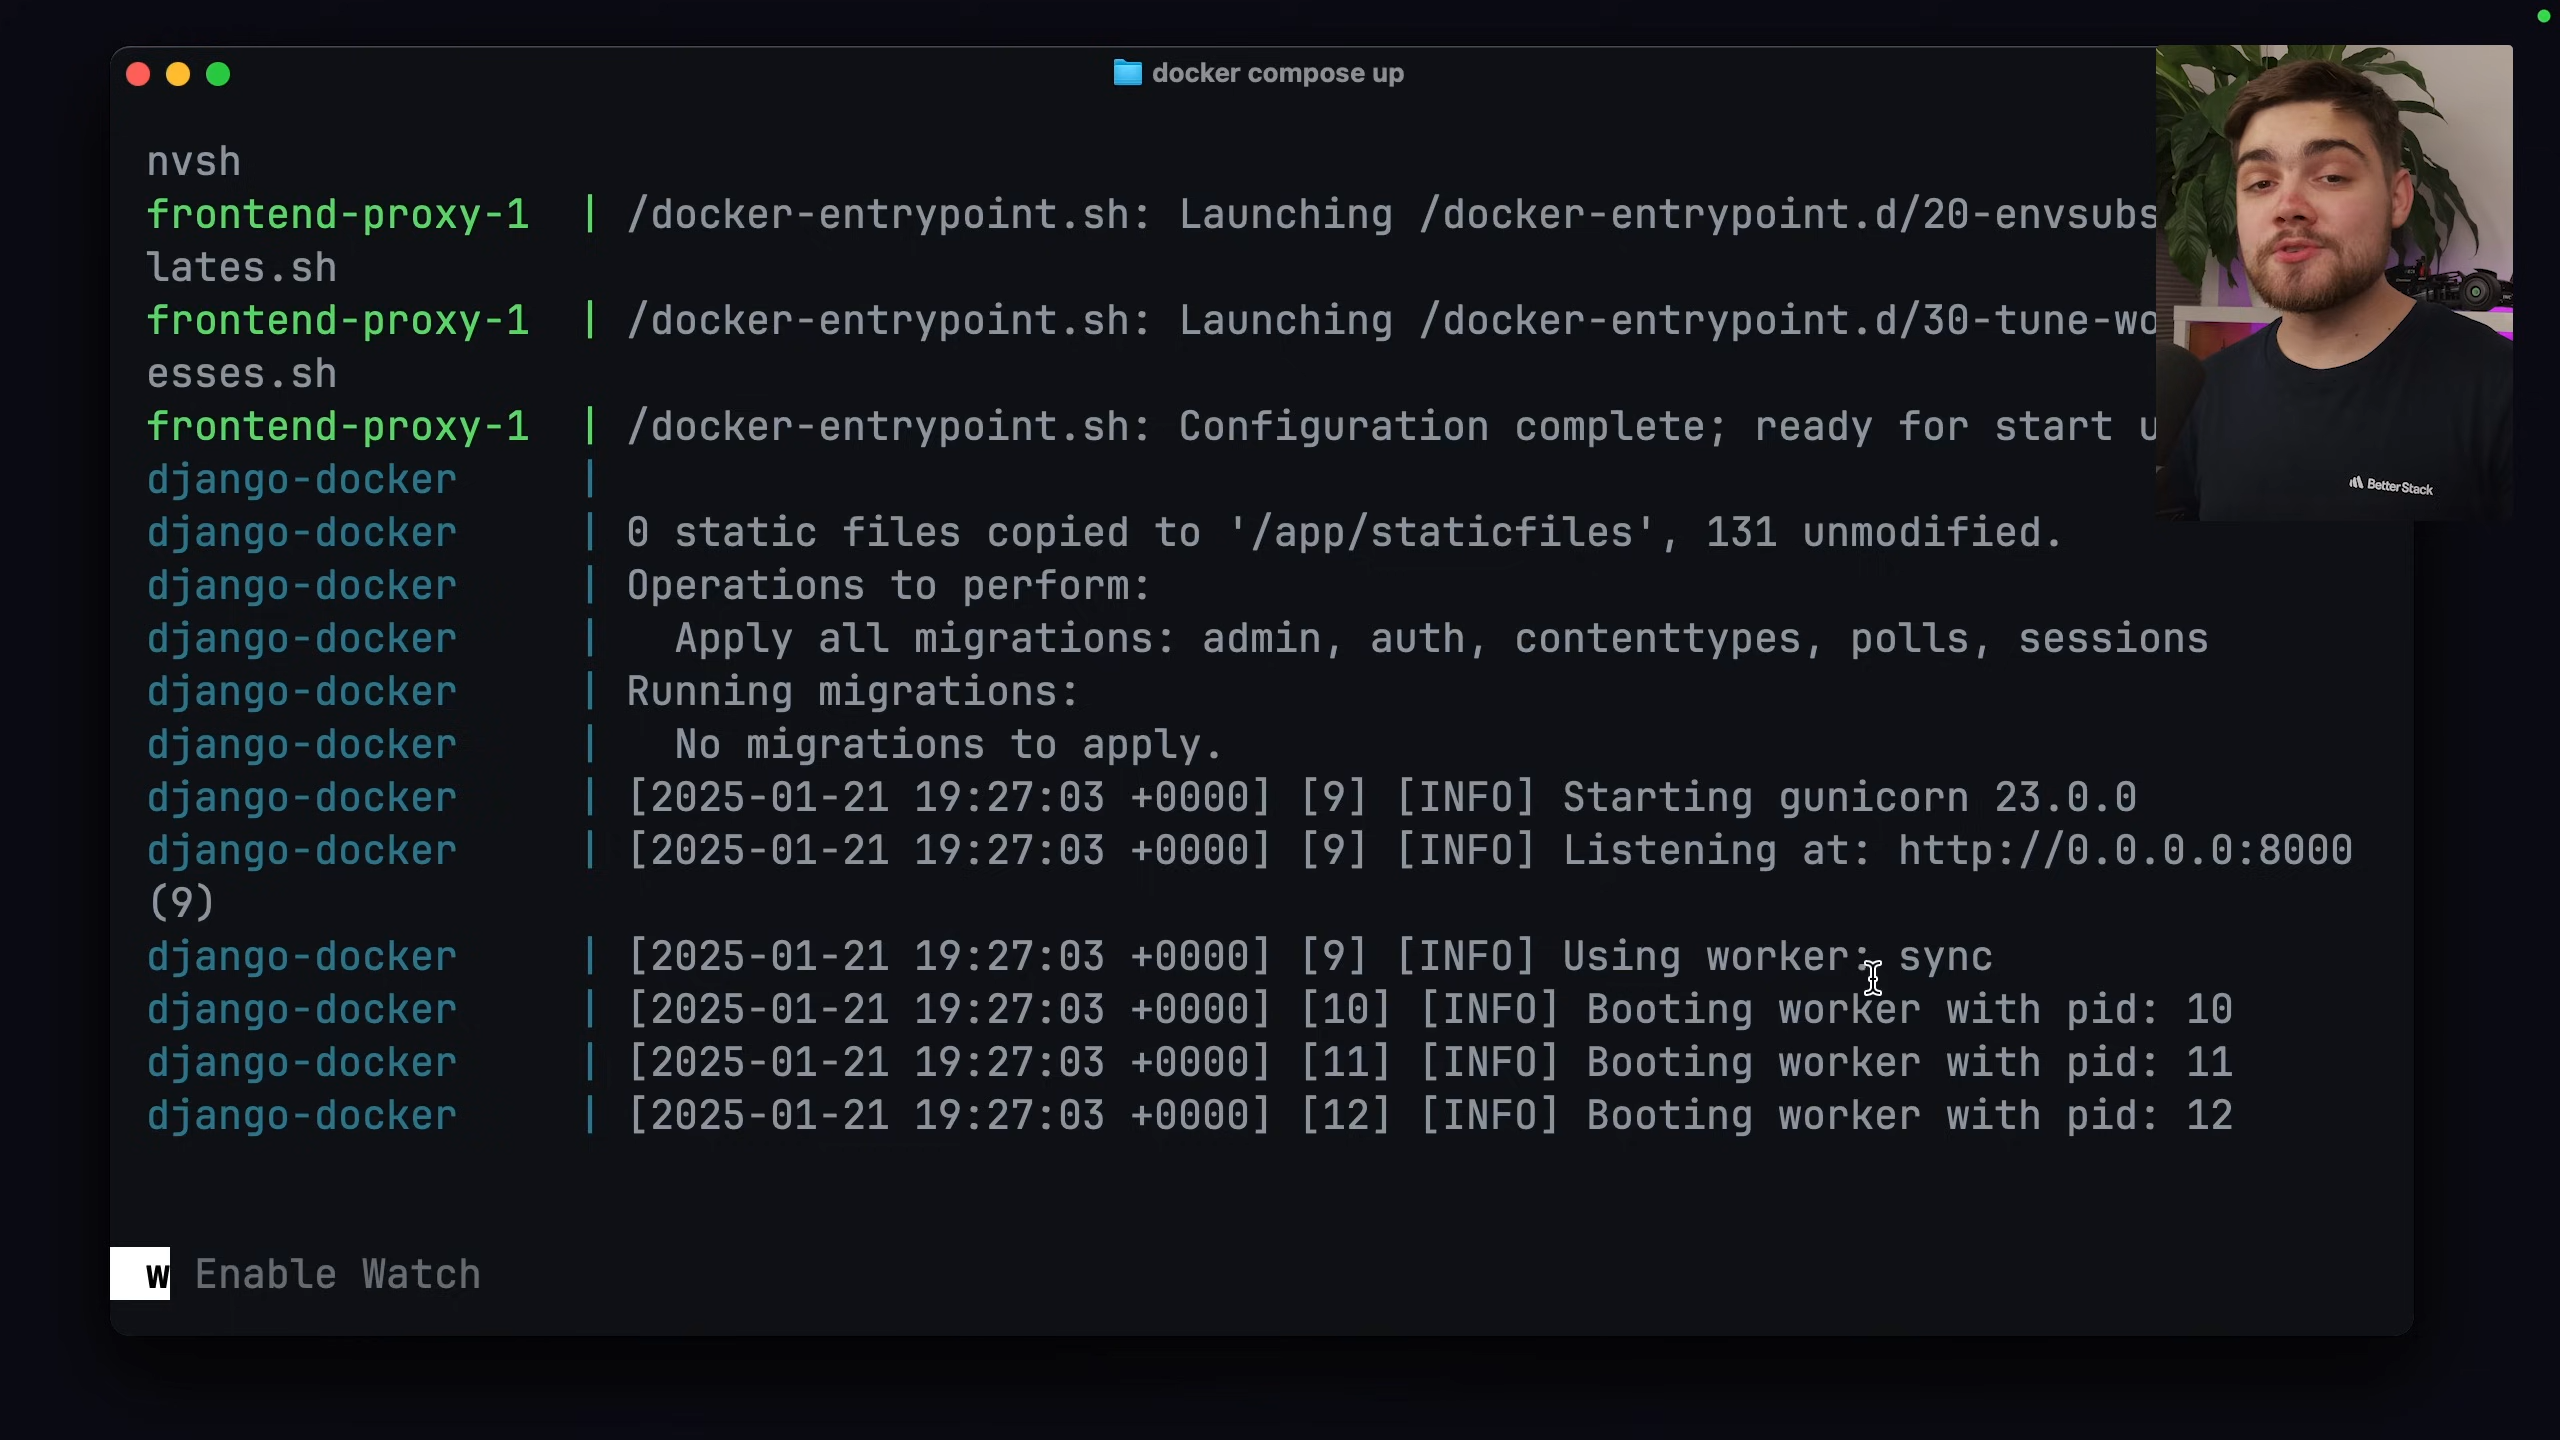 docker compose up
nvsh
frontend-proxy-1 | /docker-entrypoint.sh: Launching /docker-entrypoint.d/20-envsubs
lates.sh
frontend-proxy-1 | /docker-entrypoint.sh: Launching /docker-entrypoint.d/30-tune-wo
esses.sh
frontend-proxy-1 | /docker-entrypoint.sh: Configuration complete; ready for start u
django-docker |
django-docker | 0 static files copied to '/app/staticfiles', 131 unmodified.
django-docker | Operations to perform:
django-docker | Apply all migrations: admin, auth, contenttypes, polls, sessions
django-docker | Running migrations:
django-docker | No migrations to apply.
django-docker | [2025-01-21 19:27:03 +0000] [9] [INFO] Starting gunicorn 23.0.0
django-docker | [2025-01-21 19:27:03 +0000] [9] [INFO] Listening at: http://0.0.0.0:8000
(9)
django-docker | [2025-01-21 19:27:03 +0000] [9] [INFO] Using worker: sync
django-docker | [2025-01-21 19:27:03 +0000] [10] [INFO] Booting worker with pid: 10
django-docker | [2025-01-21 19:27:03 +0000] [11] [INFO] Booting worker with pid: 11
django-docker | [2025-01-21 19:27:03 +0000] [12] [INFO] Booting worker with pid: 12
w Enable Watch
Better Stack